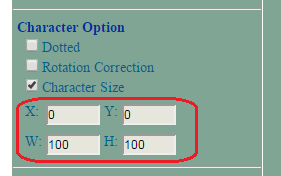 Character Option
Dotted
Rotation Correction
Character Size
X: 0 Y: 0
W: 100 H: 100